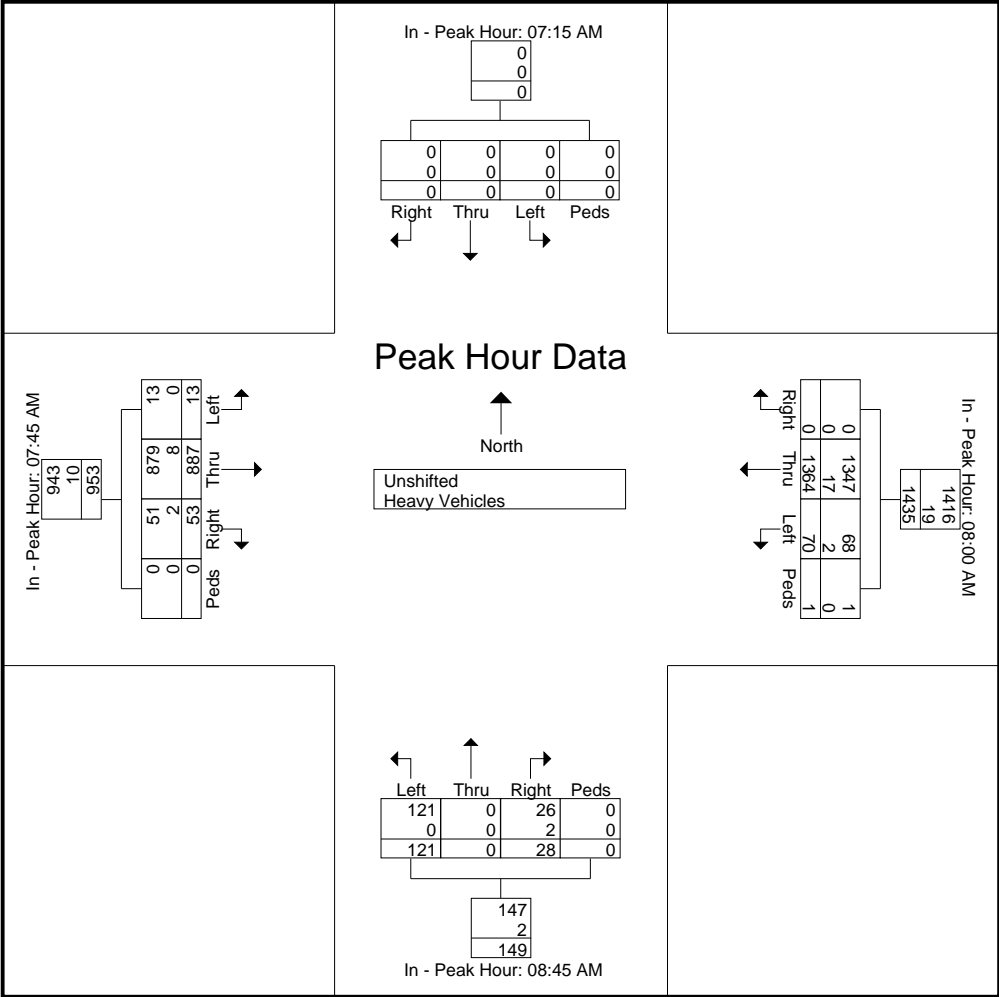 In - Peak Hour: 07:15 AM
0
0
0
0 0 0 0
0 0 0 0
0 0 0 0
Right Thru Left Peds
Peak Hour Data
North
Unshifted
Heavy Vehicles
In - Peak Hour: 07:45 AM
943
10
953
13 879 51 0
0 8 2 0
13 887 53 0
Left Thru Right Peds
In - Peak Hour: 08:00 AM
1416
19
1435
0 1347 68 1
0 17 2 0
0 1364 70 1
Right Thru Left Peds
Left Thru Right Peds
121 0 26 0
0 0 2 0
121 0 28 0
147
2
149
In - Peak Hour: 08:45 AM